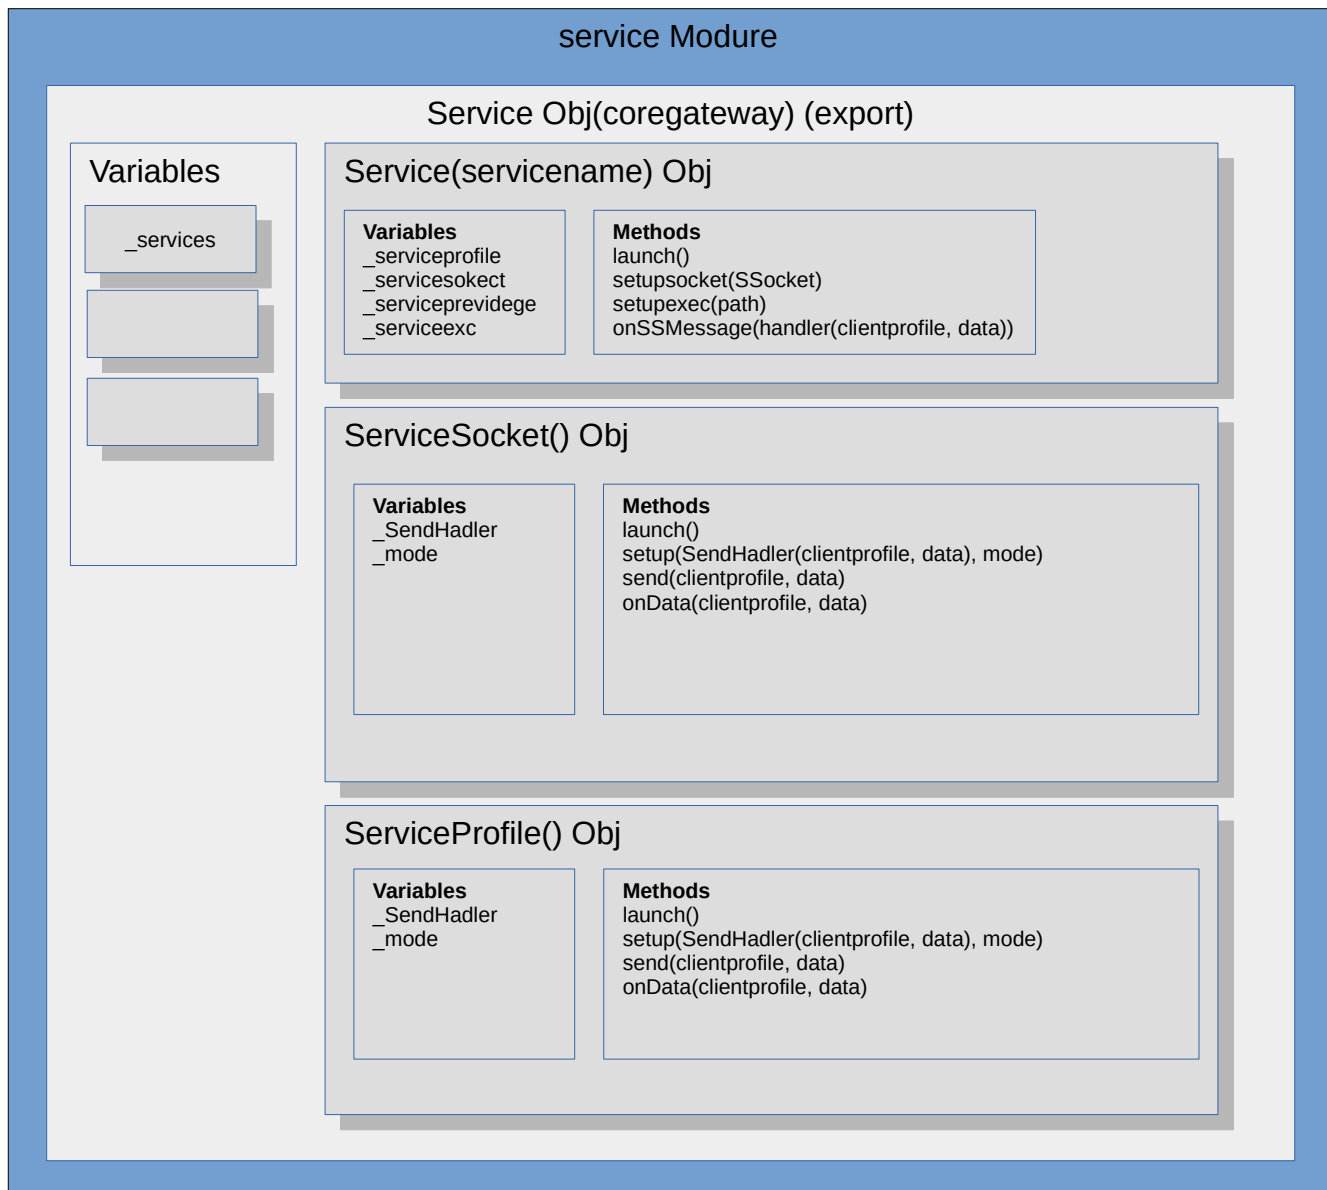 service Modure
Service Obj(coregateway) (export)
Variables
_services
Service(servicename) Obj
Variables
_serviceprofile
_servicesokect
_serviceprevidege
_serviceexc
Methods
launch()
setupsocket(SSocket)
setupexec(path)
onSSMessage(handler(clientprofile, data))
ServiceSocket() Obj
Variables
_SendHadler
_mode
Methods
launch()
setup(SendHadler(clientprofile, data), mode)
send(clientprofile, data)
onData(clientprofile, data)
ServiceProfile() Obj
Variables
_SendHadler
_mode
Methods
launch()
setup(SendHadler(clientprofile, data), mode)
send(clientprofile, data)
onData(clientprofile, data)